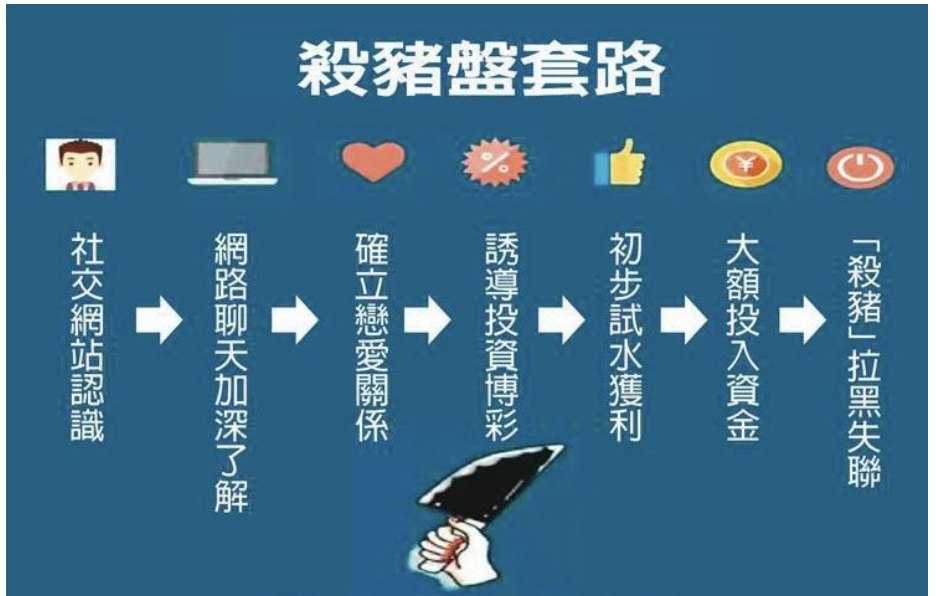 殺豬盤套路
社交網站認識
網路聊天加深了解
確立戀愛關係
誘導投資博彩
初步試水獲利
大額投入資金
「殺豬」拉黑失聯